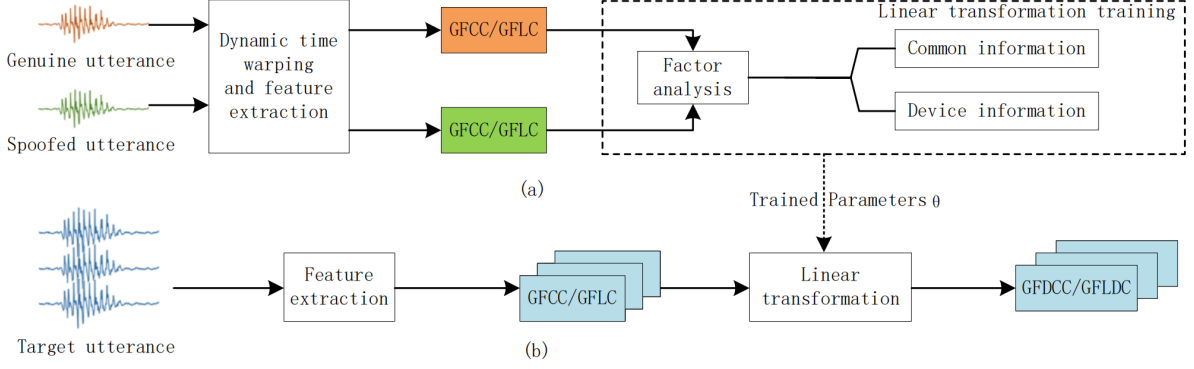 Linear transformation training
Genuine utterance
Dynamic time
warping
and feature
extraction
GFCC/GFLC
Factor
analysis
Common information
Spoofed utterance
GFCC/GFLC
Device information
(a)
Trained Parameters θ
Target utterance
Feature
extraction
GFCC/GFLC
Linear
transformation
GFDCC/GFLDC
(b)